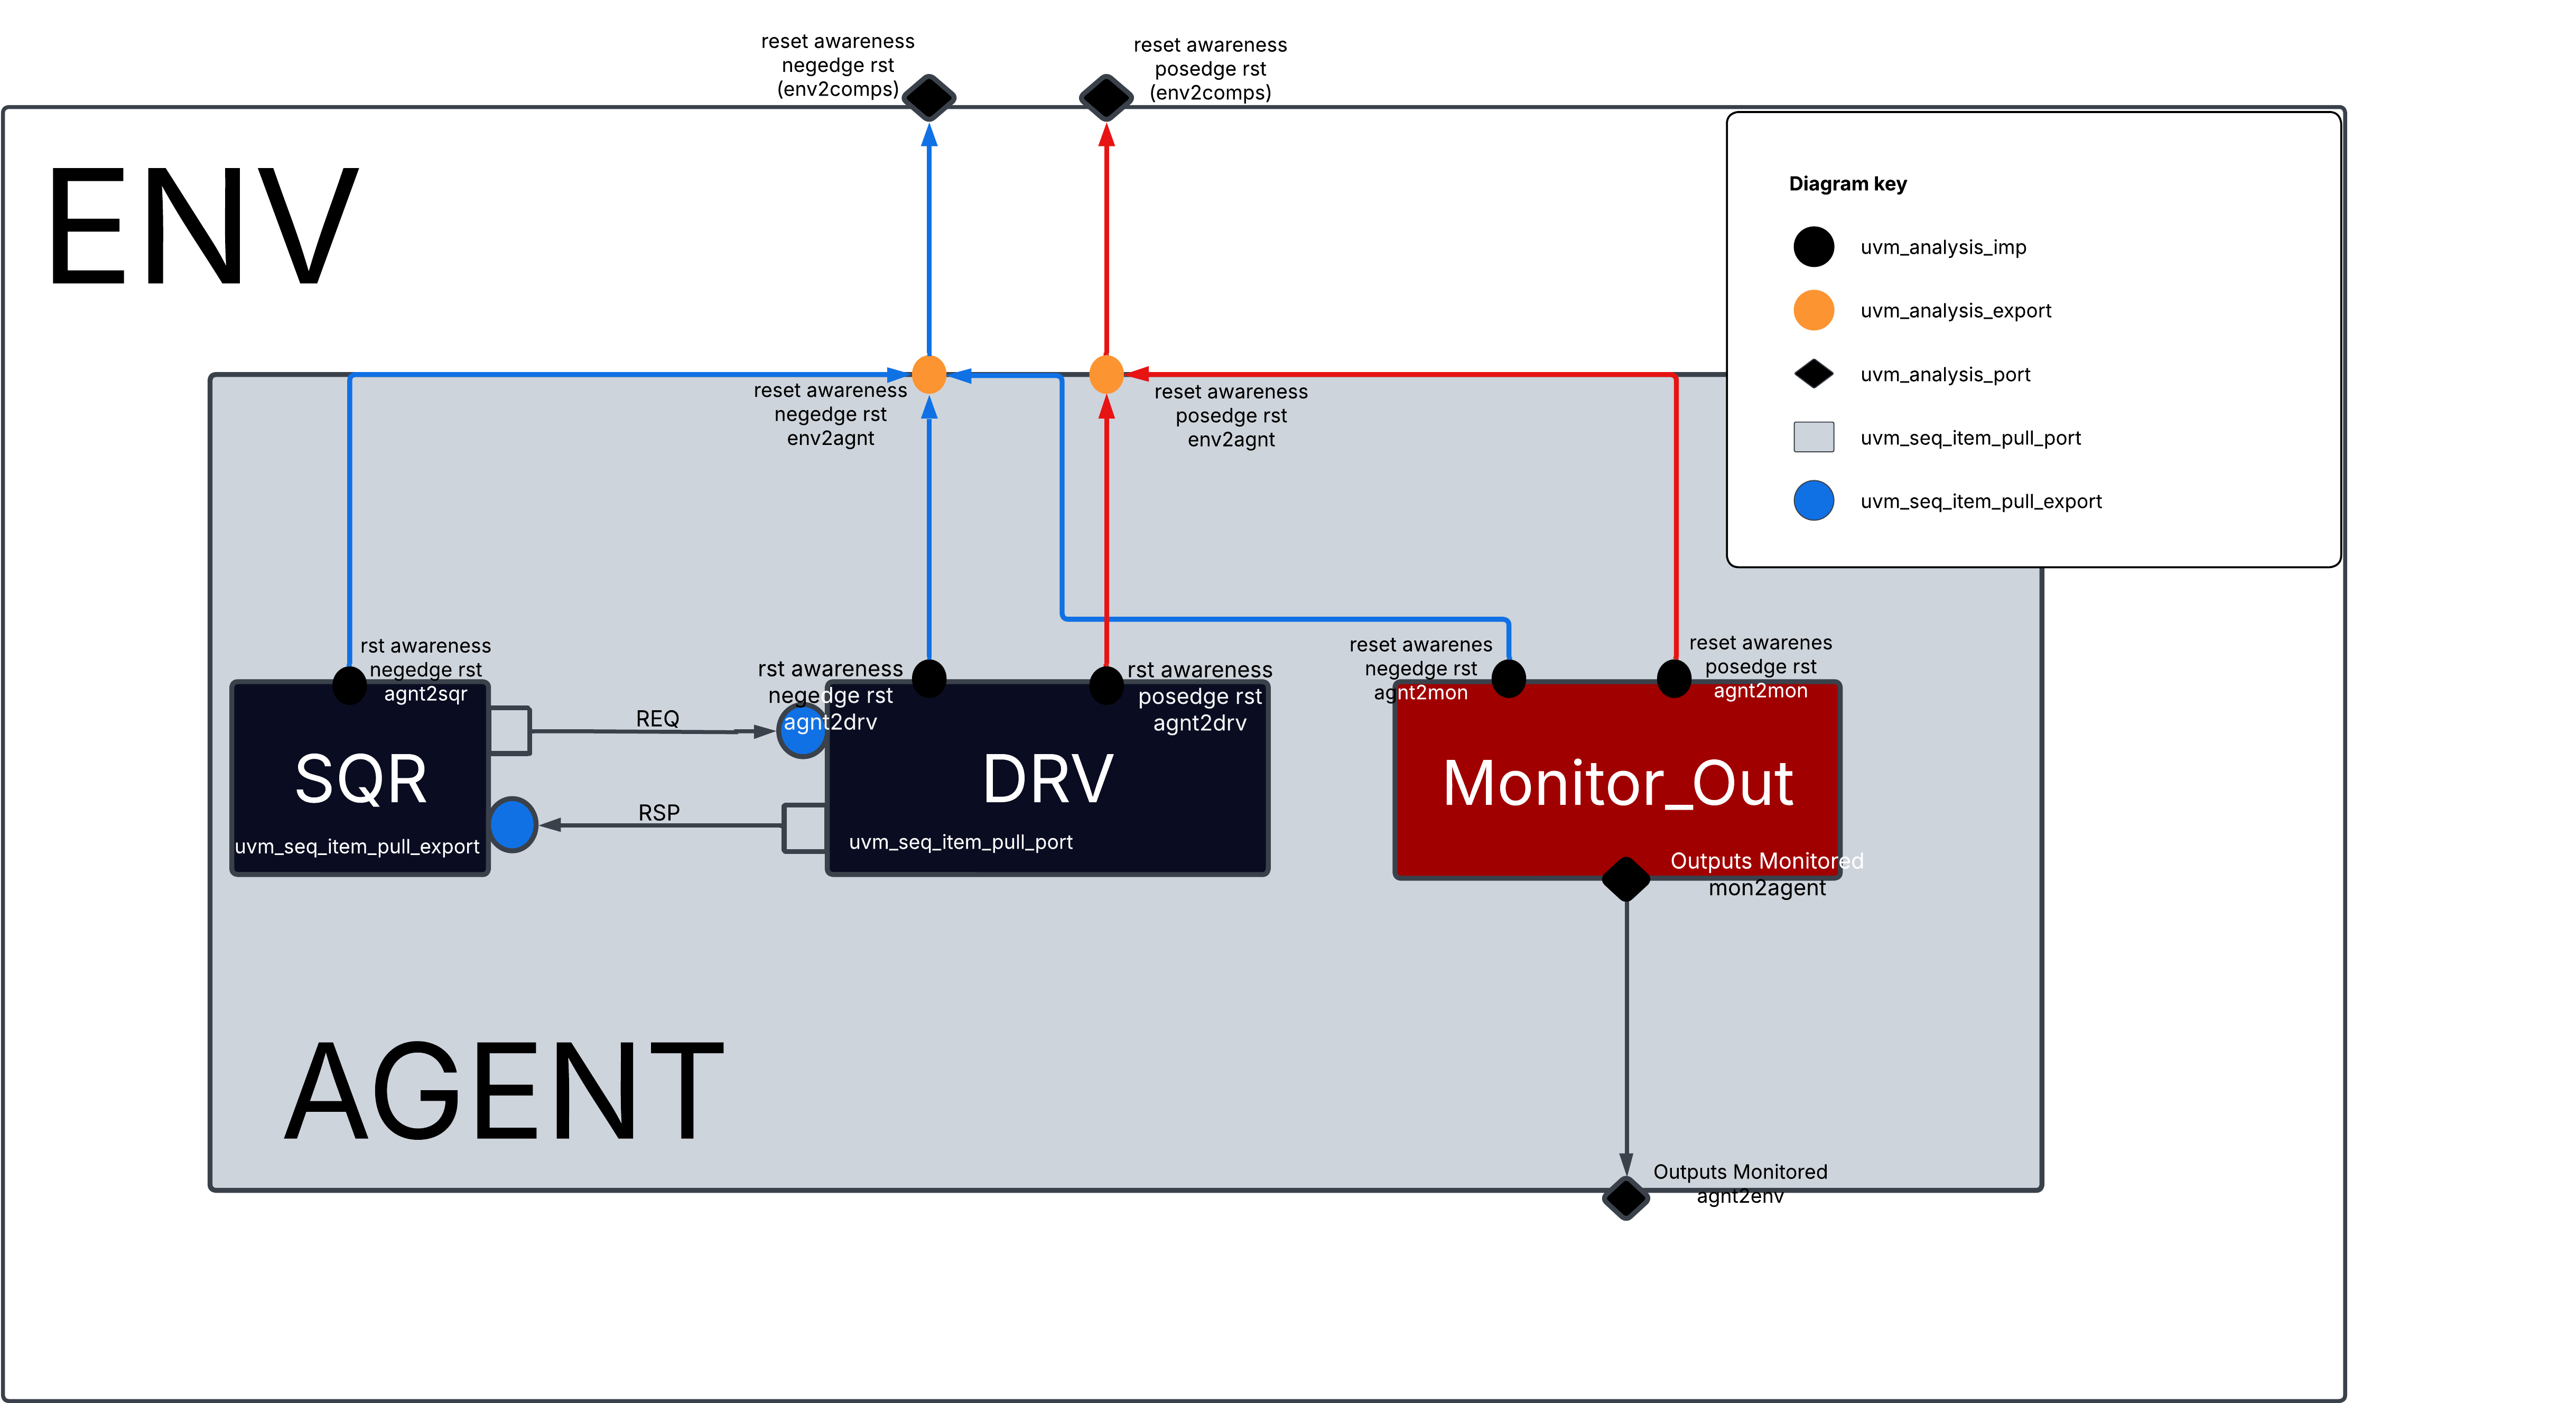 reset awareness
negedge rst
(env2comps)
reset awareness
posedge rst
(env2comps)
ENV
Diagram key
uvm_analysis_imp
uvm_analysis_export
uvm_analysis_port
uvm_seq_item_pull_port
uvm_seq_item_pull_export
reset awareness
negedge rst
env2agnt
reset awareness
posedge rst
env2agnt
rst awareness
negedge rst
agnt2sqr
rst awareness
negedge rst
agnt2drv
rst awareness
posedge rst
agnt2drv
reset awarenes
negedge rst
agnt2mon
reset awarenes
posedge rst
agnt2mon
REQ
SQR
DRV
Monitor_Out
RSP
uvm_seq_item_pull_export
uvm_seq_item_pull_port
Outputs Monitored
mon2agent
AGENT
Outputs Monitored
agnt2env